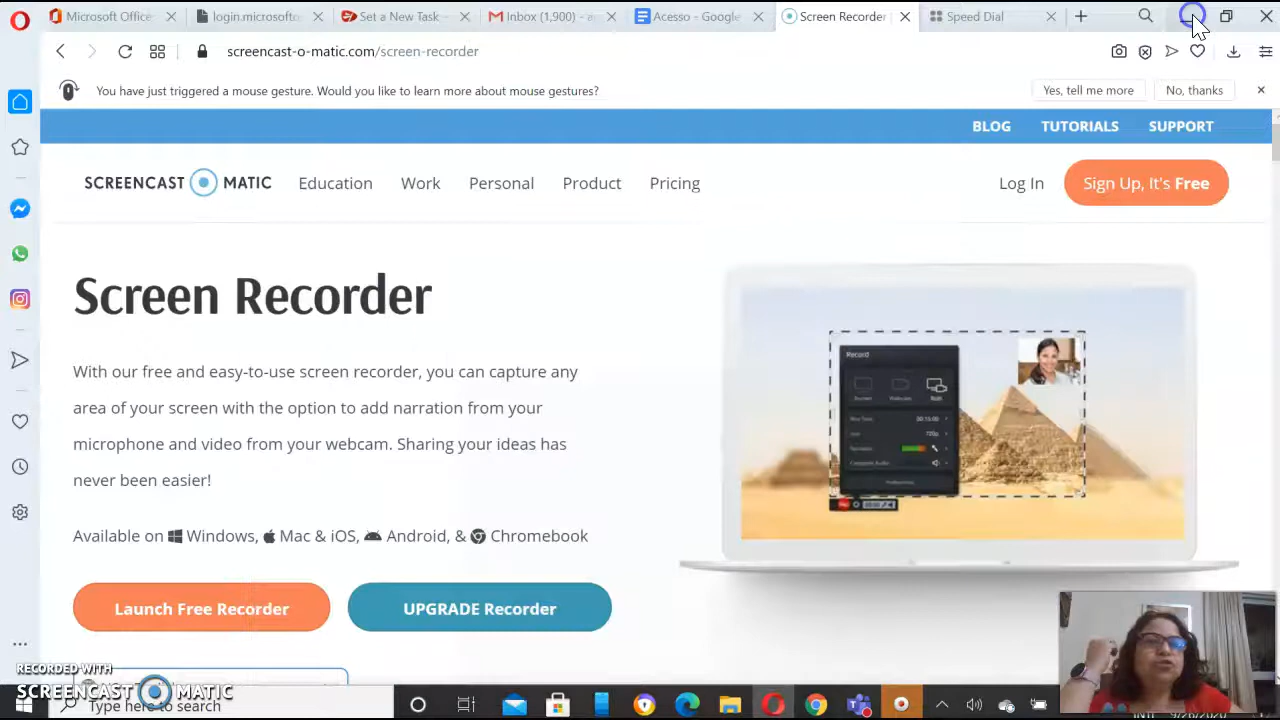 Microsoft Office
login.microsofto
Set a New Task -
Inbox (1,900) - a
Acesso - Google
Screen Recorder
Speed Dial
screencast-o-matic.com/screen-recorder
You have just triggered a mouse gesture. Would you like to learn more about mouse gestures?
Yes, tell me more
No, thanks
BLOG TUTORIALS SUPPORT
SCREENCAST MATIC
Education Work Personal Product Pricing
Log In
Sign Up, It's Free
Screen Recorder
With our free and easy-to-use screen recorder, you can capture any
area of your screen with the option to add narration from your
microphone and video from your webcam. Sharing your ideas has
never been easier!
Available on Windows, Mac & iOS, Android, & Chromebook
Launch Free Recorder
UPGRADE Recorder
Record
RECORDED WITH
SCREENCAST MATIC
Type here to search
INTL 9/26/2020